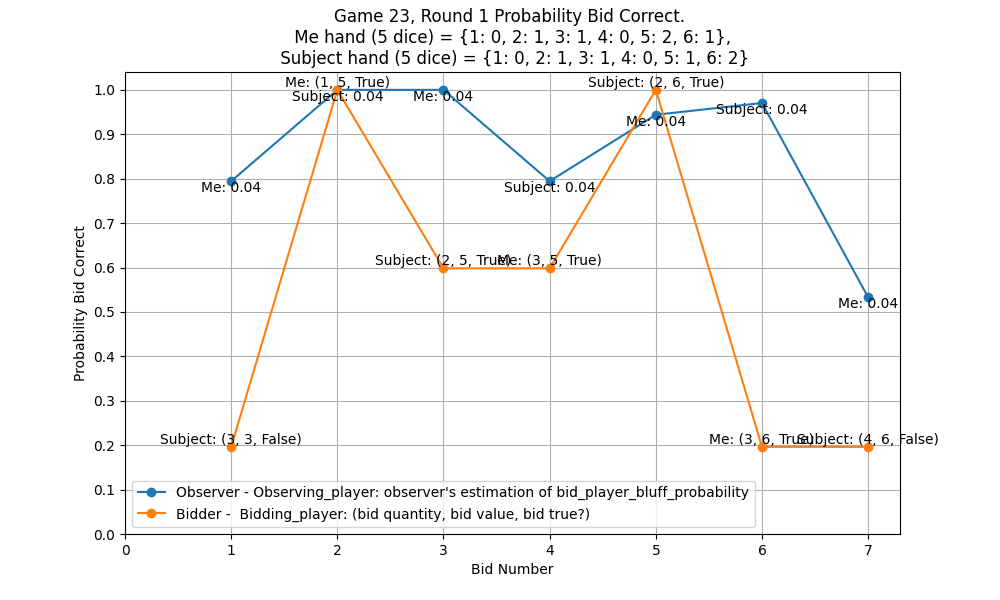 Game 23, Round 1 Probability Bid Correct.
Me hand (5 dice) = {1: 0, 2: 1, 3: 1, 4: 0, 5: 2, 6: 1},
Subject hand (5 dice) = {1: 0, 2: 1, 3: 1, 4: 0, 5: 1, 6: 2}
Probability Bid Correct
1.0
0.9
0.8
0.7
0.6
0.5
0.4
0.3
0.2
0.1
0.0
Me: (1, 5, True)
Subject: 0.04
Me: 0.04
Subject: (2, 6, True)
Me: 0.04
Subject: 0.04
Me: 0.04
Subject: 0.04
Subject: (2, 5, True)
Me: (3, 5, True)
Me: 0.04
Subject: (3, 3, False)
Me: (3, 6, True)
Subject: (4, 6, False)
Observer - Observing_player: observer's estimation of bid_player_bluff_probability
Bidder -  Bidding_player: (bid quantity, bid value, bid true?)
0 1 2 3 4 5 6 7
Bid Number